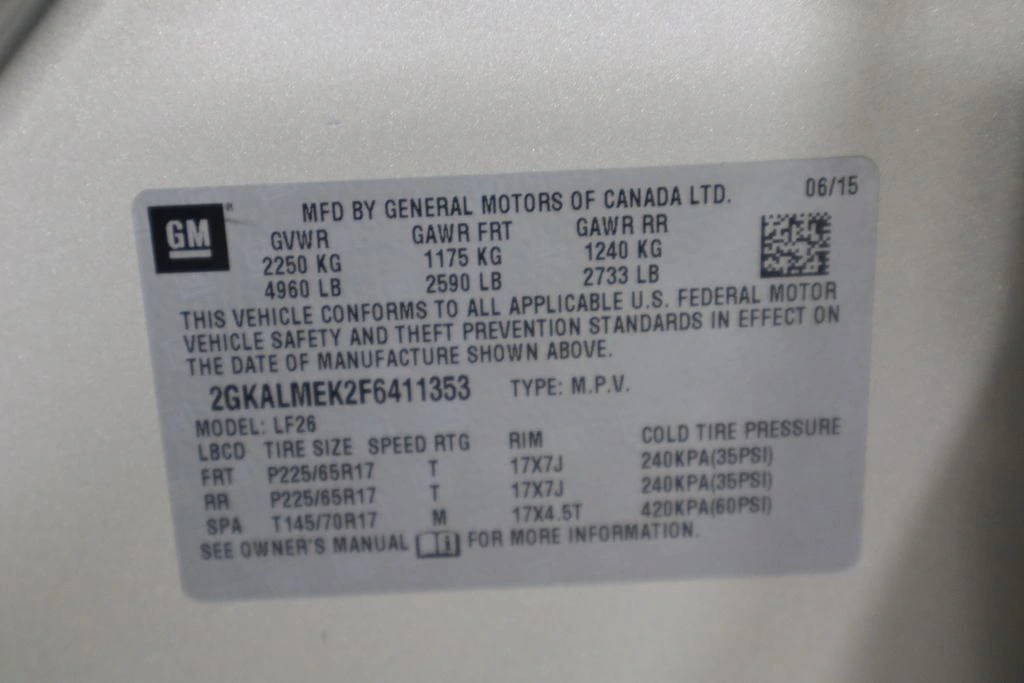 GM
MFD BY GENERAL MOTORS OF CANADA LTD.
06/15
GVWR GAWR FRT GAWR RR
2250 KG 1175 KG 1240 KG
4960 LB 2590 LB 2733 LB
THIS VEHICLE CONFORMS TO ALL APPLICABLE U.S. FEDERAL MOTOR
VEHICLE SAFETY AND THEFT PREVENTION STANDARDS IN EFFECT ON
THE DATE OF MANUFACTURE SHOWN ABOVE.
2GKALMEK2F6411353 TYPE: M.P.V.
MODEL: LF26
LBCD TIRE SIZE SPEED RTG RIM COLD TIRE PRESSURE
FRT P225/65R17 T 17X7J 240KPA(35PSI)
RR P225/65R17 T 17X7J 240KPA(35PSI)
SPA T145/70R17 M 17X4.5T 420KPA(60PSI)
SEE OWNER'S MANUAL i FOR MORE INFORMATION.